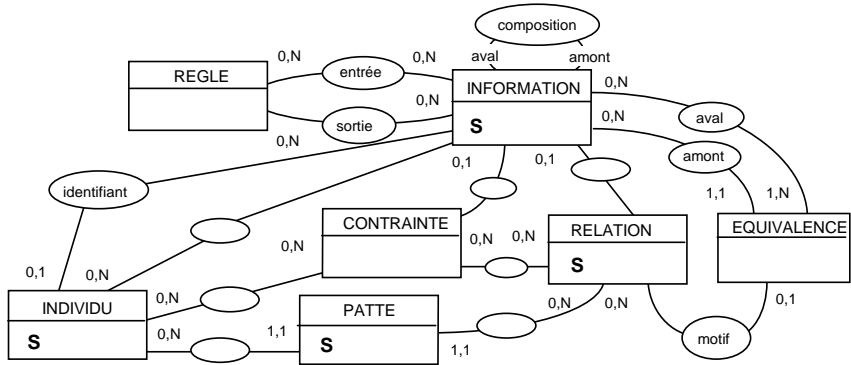 composition
0,N
0,N
aval
amont
REGLE
entrée
INFORMATION
0,N
0,N
S
sortie
0,N
0,N
aval
0,N
0,1
0,1
amont
identifiant
1,1
1,N
CONTRAINTE
RELATION
EQUIVALENCE
0,N
0,N
0,N
S
0,1
0,N
INDIVIDU
0,N
PATTE
0,N
0,N
0,1
S
0,N
1,1
S
1,1
motif